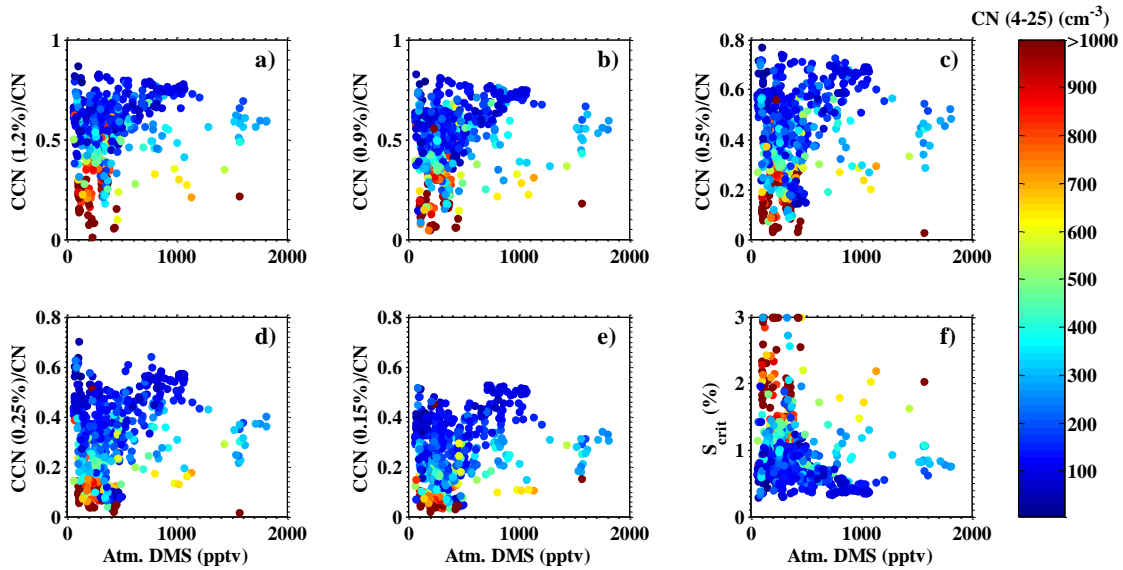 CN (4-25) (cm-3)
a)
CCN (1.2%)/CN
1
0.5
0
0 1000 2000
b)
CCN (0.9%)/CN
1
0.5
0
0 1000 2000
c)
CCN (0.5%)/CN
0.8
0.6
0.4
0.2
0
0 1000 2000
d)
CCN (0.25%)/CN
0.8
0.6
0.4
0.2
0
0 1000 2000
Atm. DMS (pptv)
e)
CCN (0.15%)/CN
0.8
0.6
0.4
0.2
0
0 1000 2000
Atm. DMS (pptv)
f)
Scrit (%)
3
2
1
0
0 1000 2000
Atm. DMS (pptv)
>1000
900
800
700
600
500
400
300
200
100